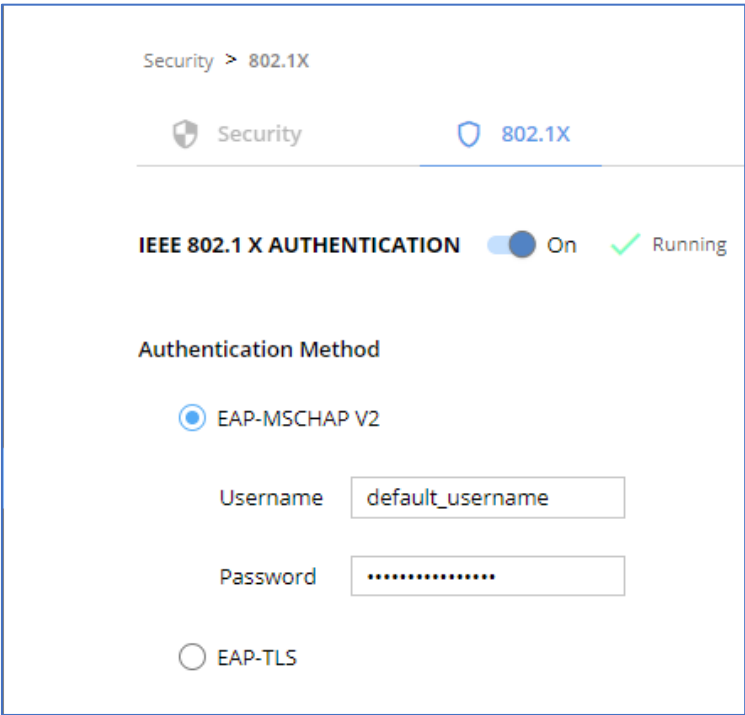 Security > 802.1X
Security 802.1X
IEEE 802.1 X AUTHENTICATION On Running
Authentication Method
EAP-MSCHAP V2
Username default_username
Password ••••••••••••••••
EAP-TLS